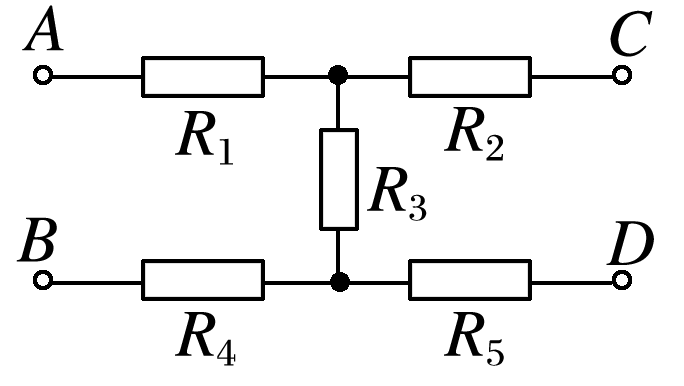 A C
R₁ R₂
R₃
B D
R₄ R₅